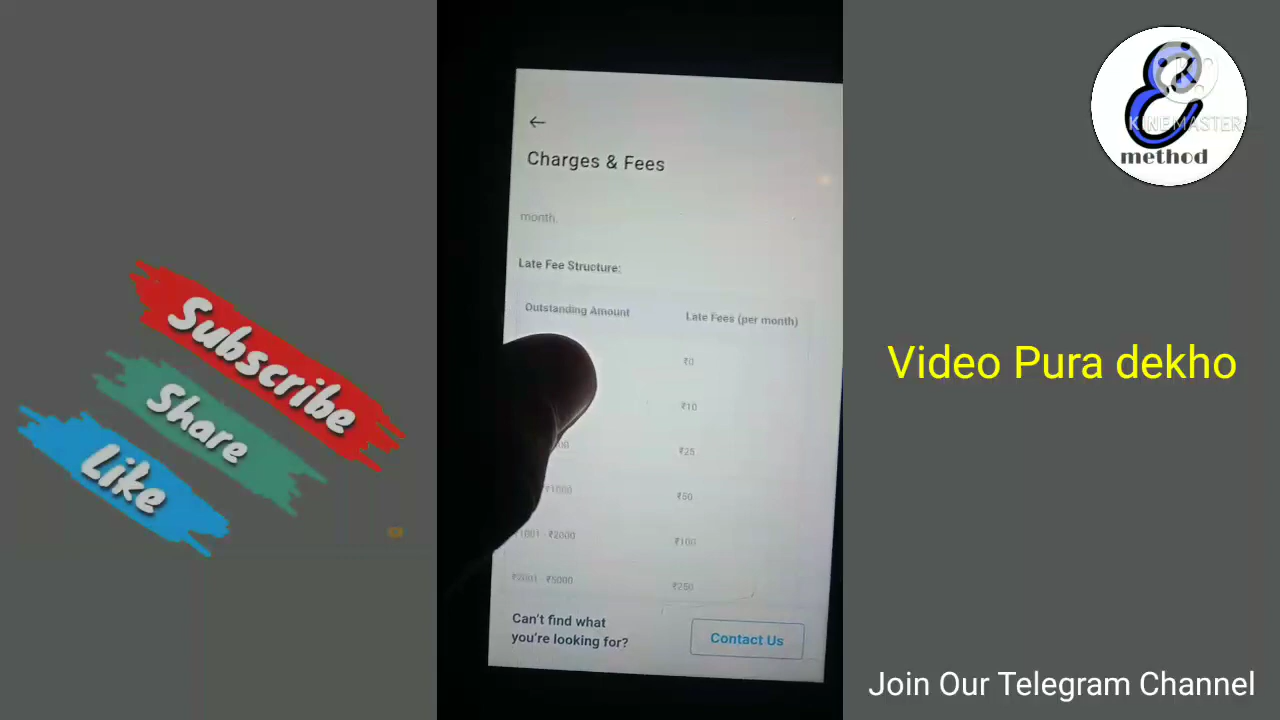 Subscribe
Share
Like
Charges & Fees
month.
Late Fee Structure:
Outstanding Amount Late Fees (per month)
₹0
₹10
₹25
₹1000 ₹50
₹1001 - ₹2000 ₹100
₹2001 - ₹5000 ₹250
Can't find what
you're looking for?
Contact Us
K
KINEMASTER
method
Video Pura dekho
Join Our Telegram Channel